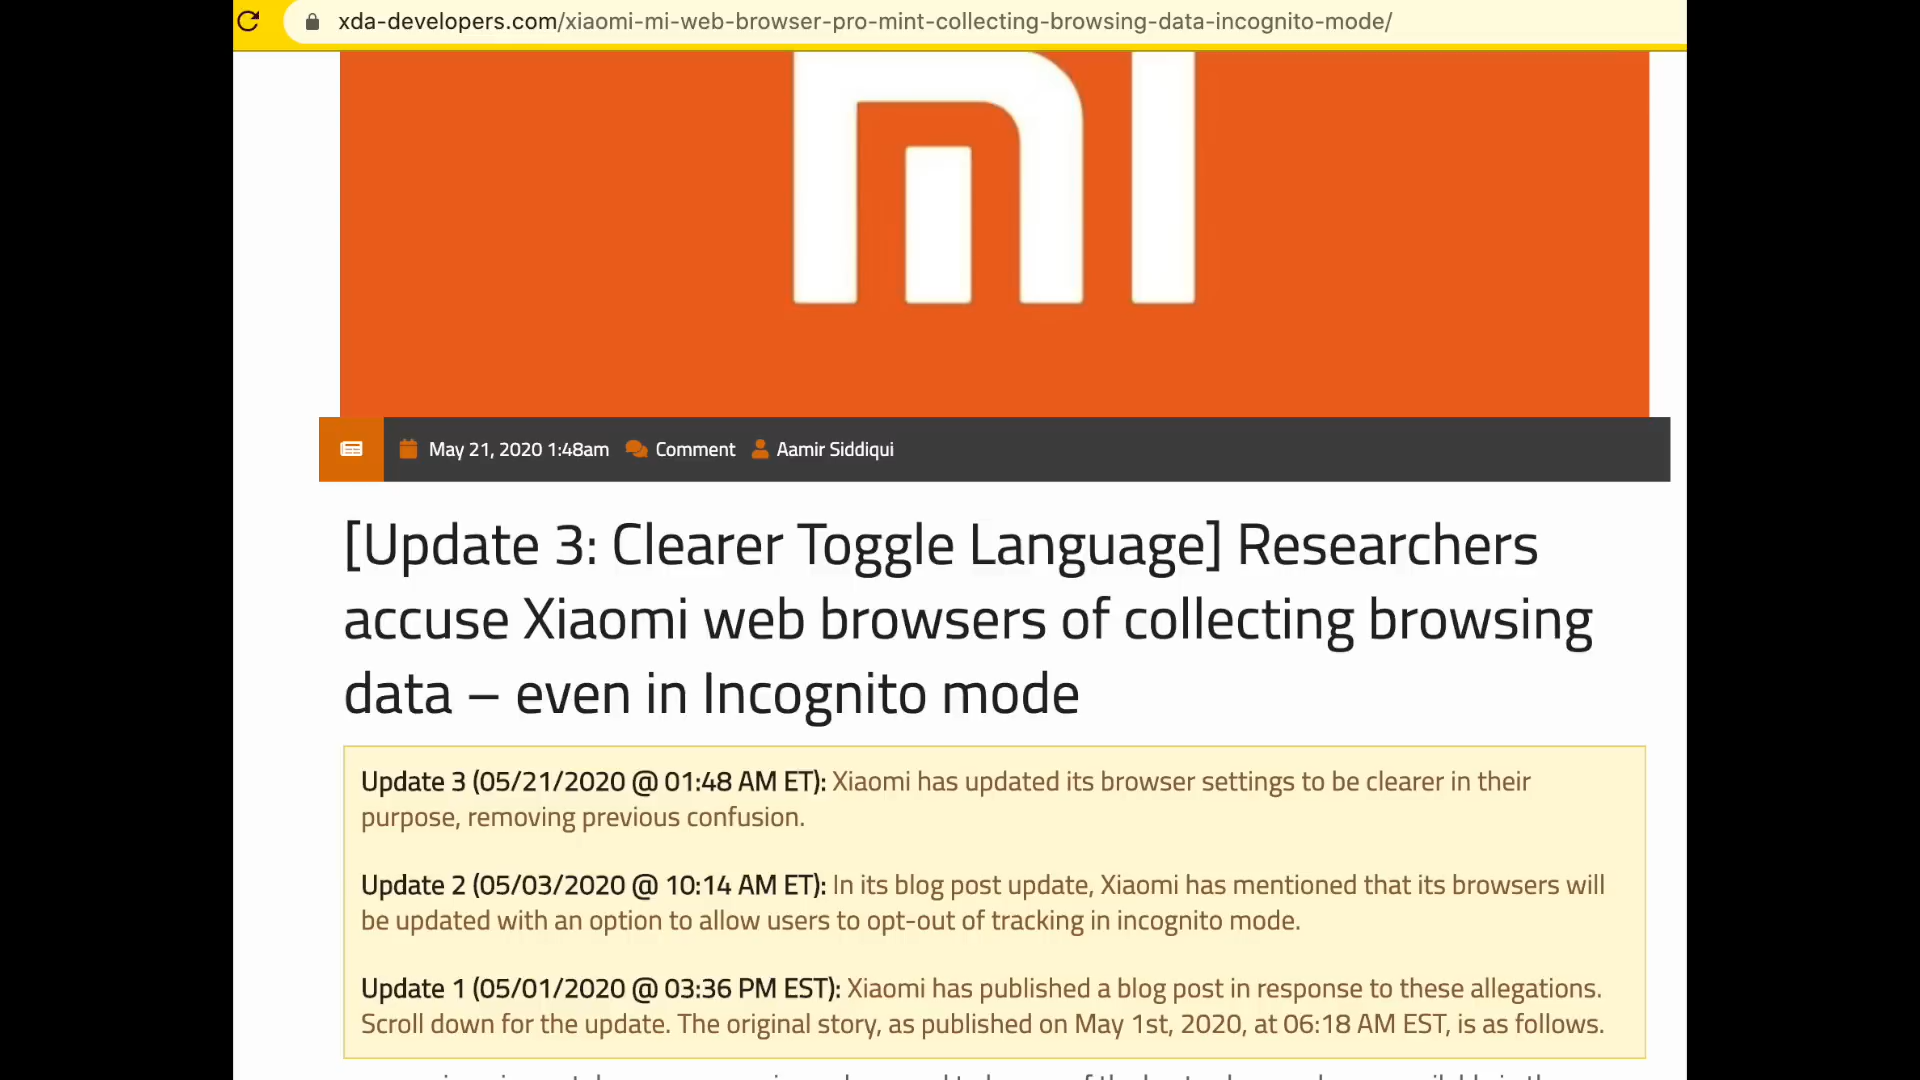 xda-developers.com/xiaomi-mi-web-browser-pro-mint-collecting-browsing-data-incognito-mode/
May 21, 2020 1:48am Comment Aamir Siddiqui
[Update 3: Clearer Toggle Language] Researchers
accuse Xiaomi web browsers of collecting browsing
data – even in Incognito mode
Update 3 (05/21/2020 @ 01:48 AM ET): Xiaomi has updated its browser settings to be clearer in their
purpose, removing previous confusion.
Update 2 (05/03/2020 @ 10:14 AM ET): In its blog post update, Xiaomi has mentioned that its browsers will
be updated with an option to allow users to opt-out of tracking in incognito mode.
Update 1 (05/01/2020 @ 03:36 PM EST): Xiaomi has published a blog post in response to these allegations.
Scroll down for the update. The original story, as published on May 1st, 2020, at 06:18 AM EST, is as follows.